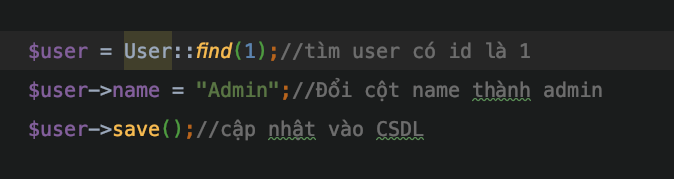 $user = User::find(1);//tìm user có id là 1
$user->name = "Admin";//Đổi cột name thành admin
$user->save();//cập nhật vào CSDL